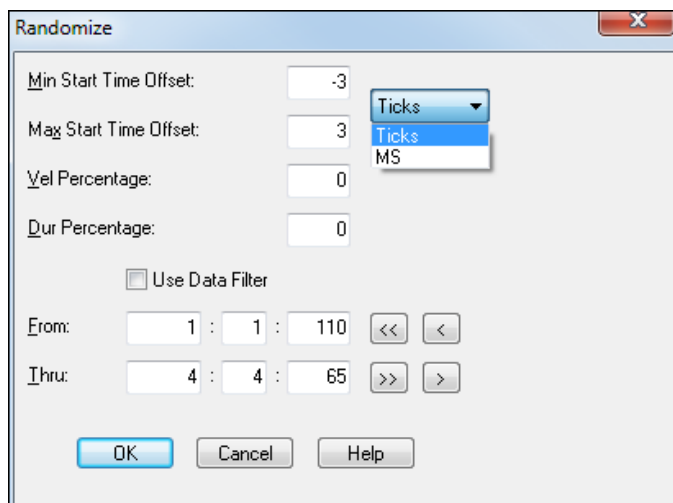 Randomize
Min Start Time Offset: -3
Ticks
Max Start Time Offset: 3
Ticks
MS
Vel Percentage: 0
Dur Percentage: 0
Use Data Filter
From: 1 : 1 : 110 << <
Thru: 4 : 4 : 65 >> >
OK Cancel Help